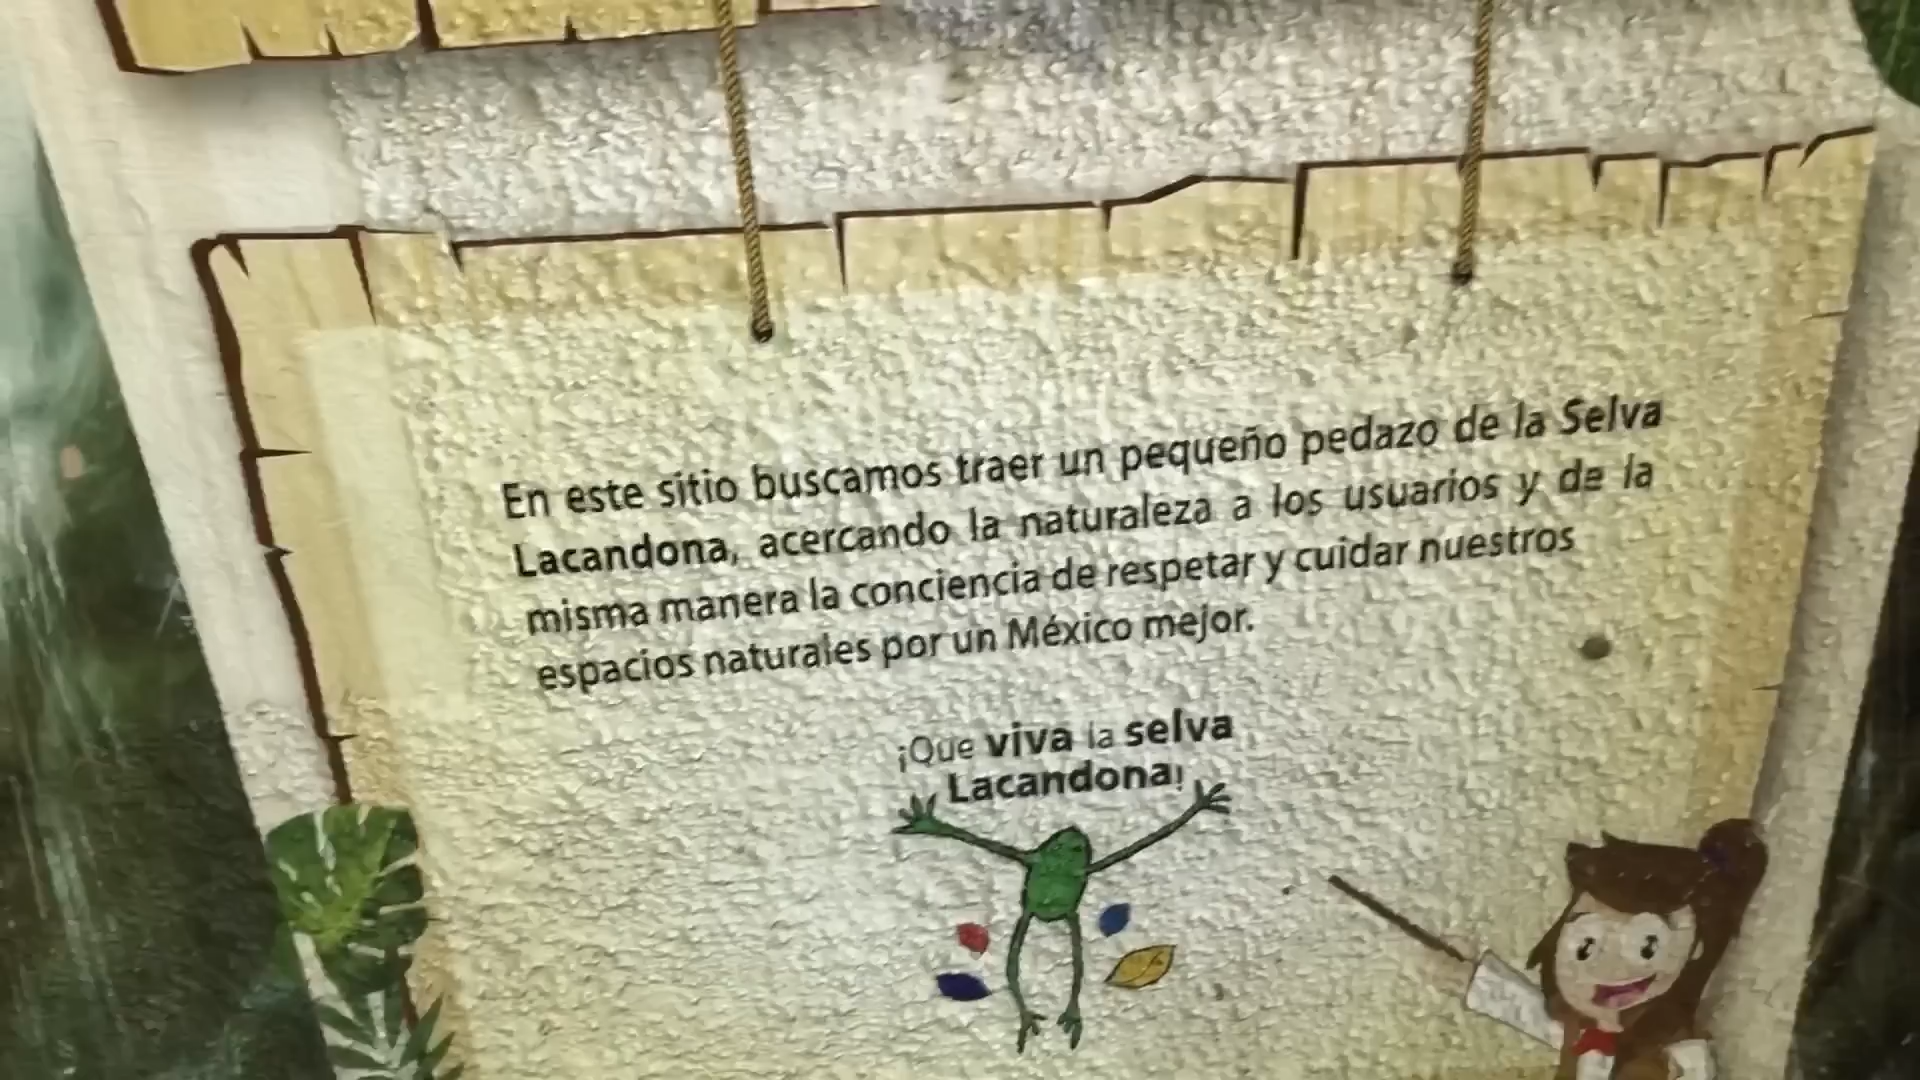 En este sitio buscamos traer un pequeño pedazo de la Selva
Lacandona, acercando la naturaleza a los usuarios y de la
misma manera la conciencia de respetar y cuidar nuestros
espacios naturales por un México mejor.
¡Que viva la selva
Lacandona!